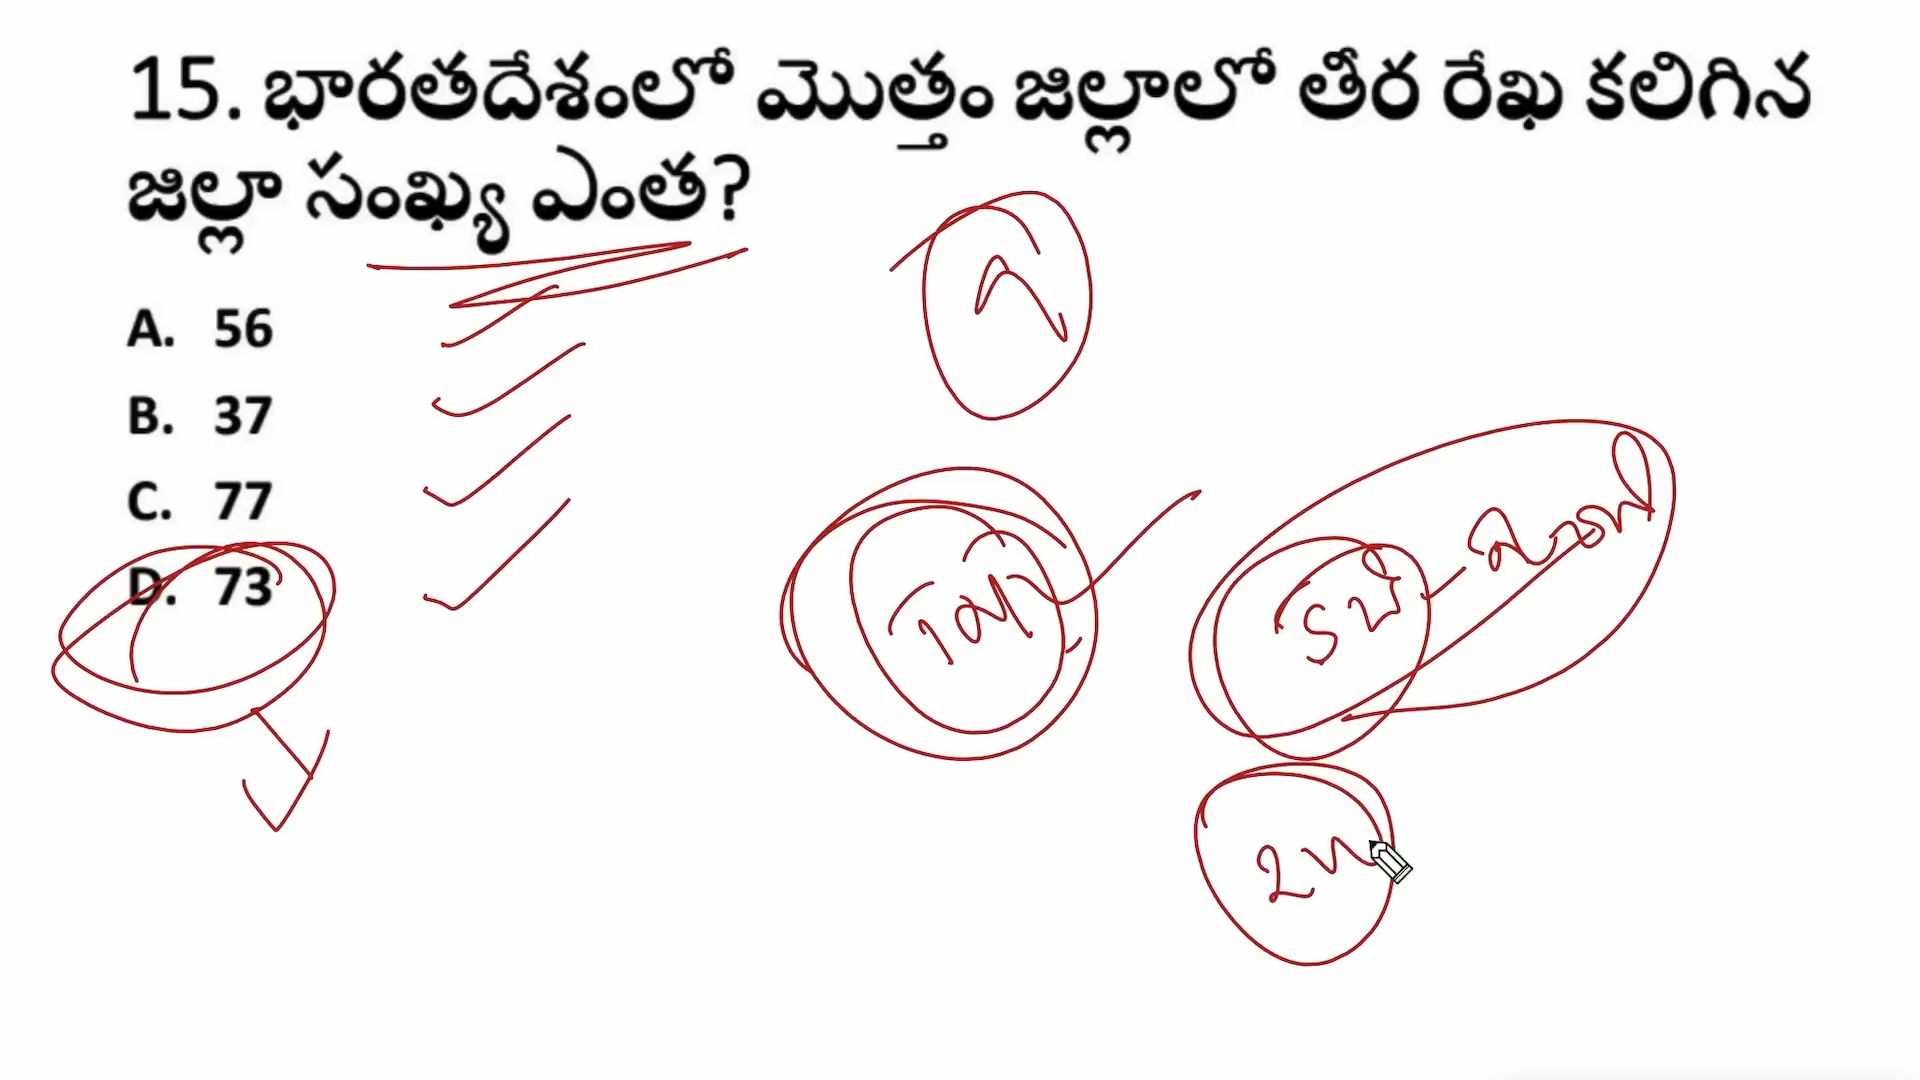 15. భారతదేశంలో మొత్తం జిల్లాలో తీర రేఖ కలిగిన
జిల్లా సంఖ్య ఎంత?
A. 56
B. 37
C. 77
D. 73